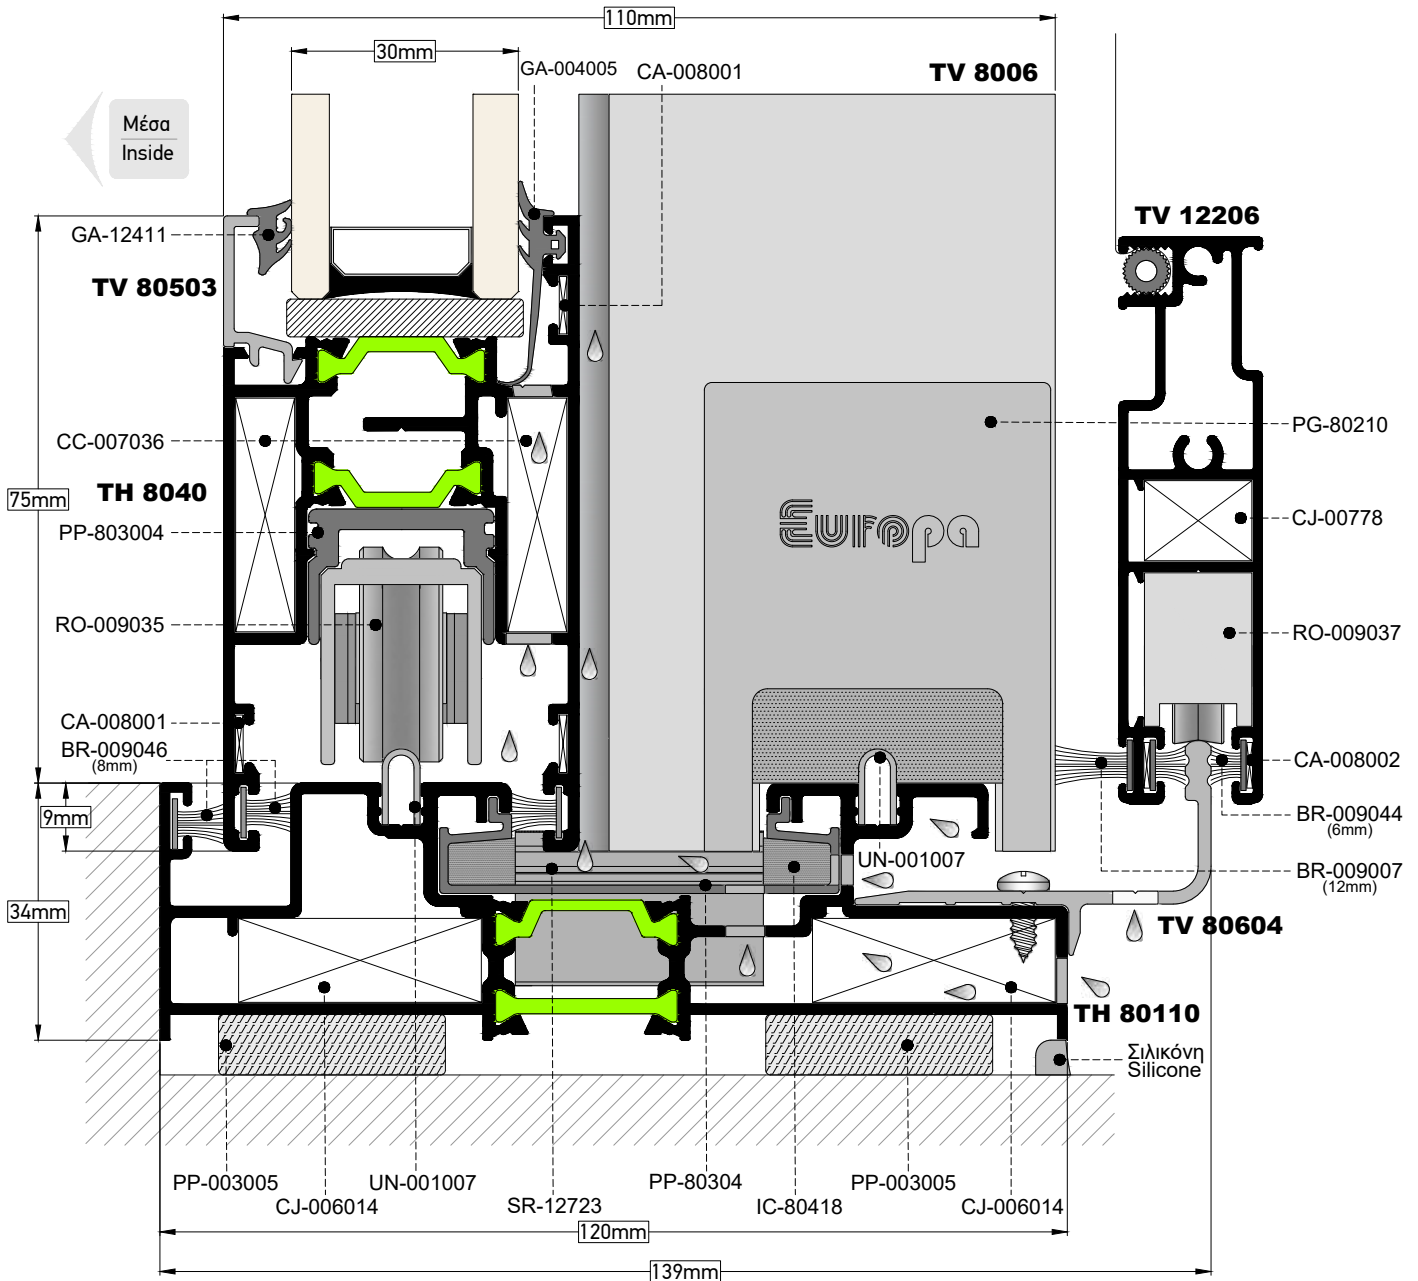 110mm
30mm
GA-004005
CA-008001
TV 8006
Μέσα
Inside
TV 12206
GA-12411
TV 80503
PG-80210
CC-007036
TH 8040
75mm
Europa
CJ-00778
PP-803004
RO-009035
RO-009037
CA-008001
BR-009046
(8mm)
CA-008002
9mm
BR-009044
(6mm)
UN-001007
BR-009007
(12mm)
34mm
TV 80604
TH 80110
Σιλικόνη
Silicone
PP-003005
UN-001007
PP-80304
PP-003005
CJ-006014
SR-12723
IC-80418
CJ-006014
120mm
139mm